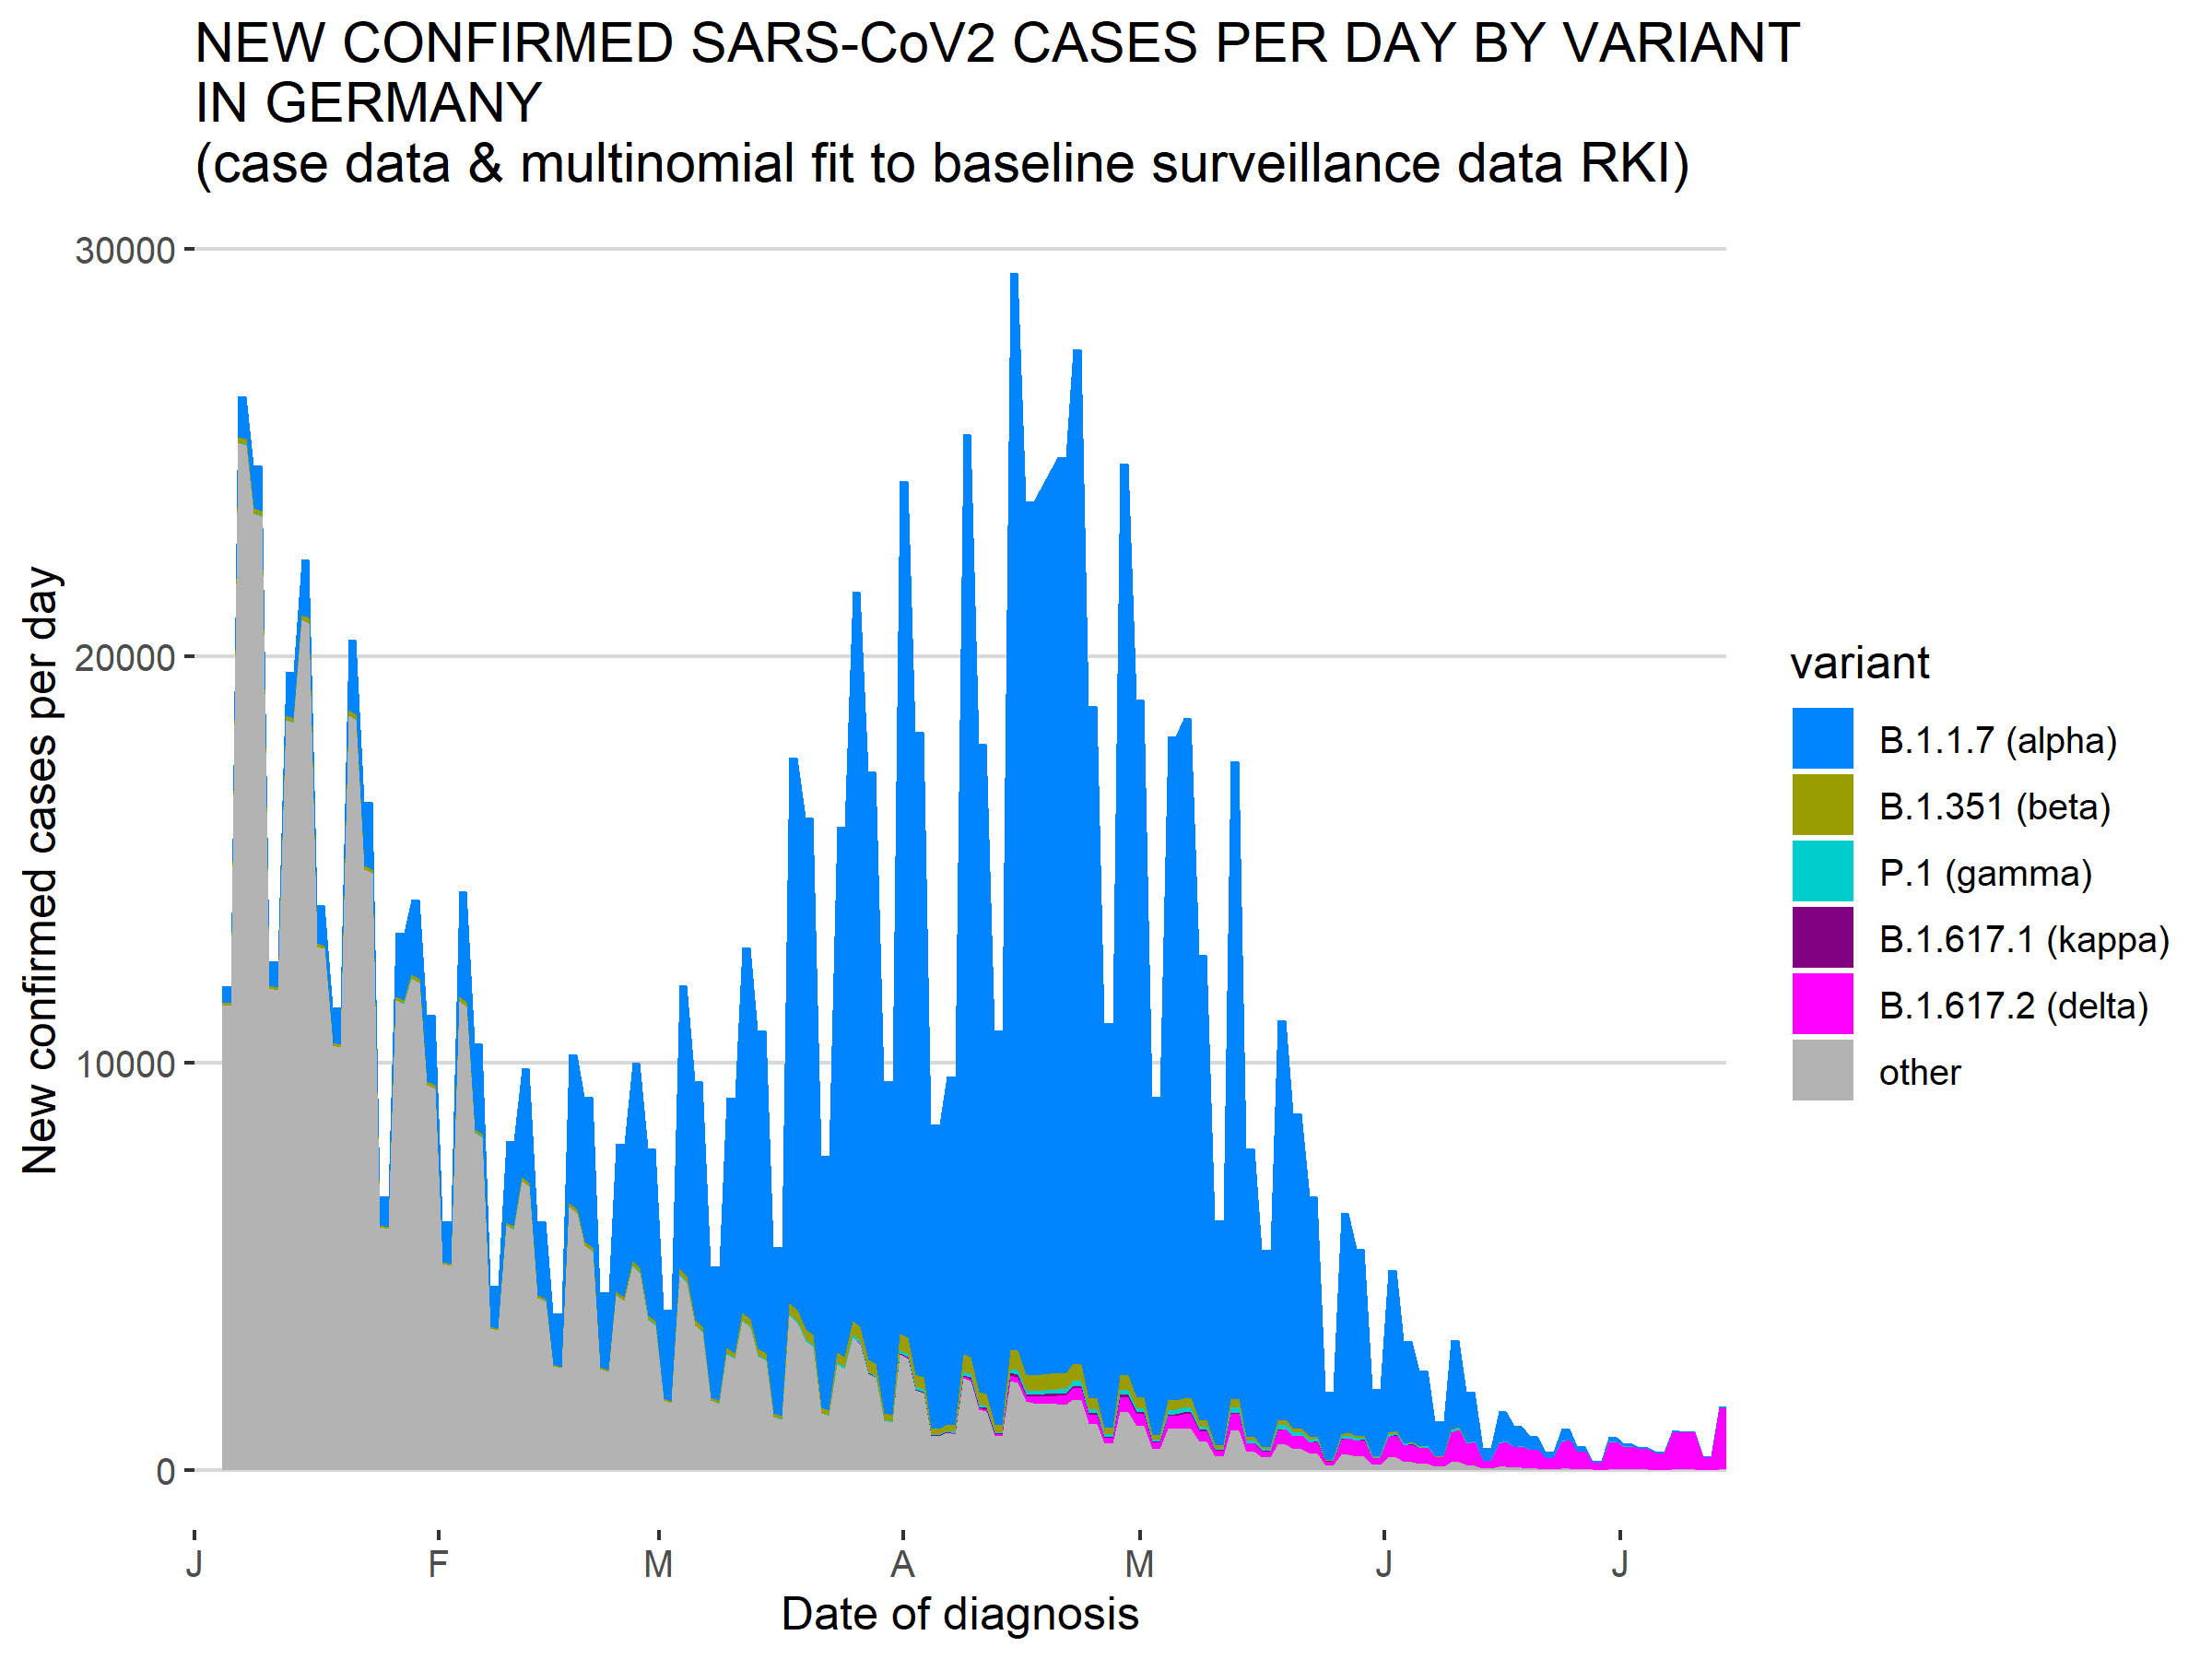 NEW CONFIRMED SARS-CoV2 CASES PER DAY BY VARIANT
IN GERMANY
(case data & multinomial fit to baseline surveillance data RKI)
New confirmed cases per day
30000
20000
10000
0
J F M A M J J
Date of diagnosis
variant
B.1.1.7 (alpha)
B.1.351 (beta)
P.1 (gamma)
B.1.617.1 (kappa)
B.1.617.2 (delta)
other